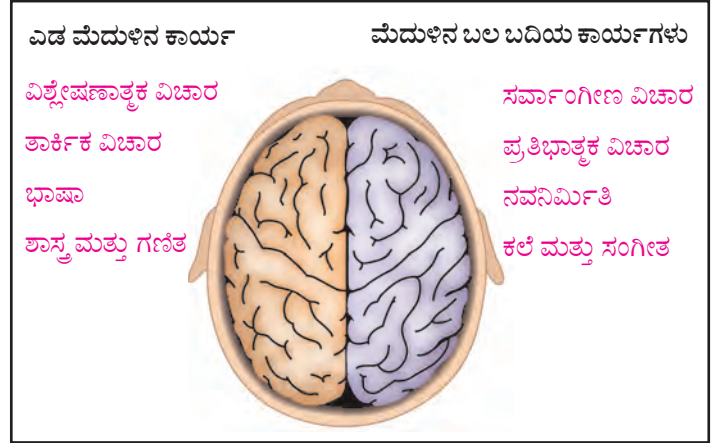 ಎಡ ಮೆದುಳಿನ ಕಾರ್ಯ
ವಿಶ್ಲೇಷಣಾತ್ಮಕ ವಿಚಾರ
ತಾರ್ಕಿಕ ವಿಚಾರ
ಭಾಷಾ
ಶಾಸ್ತ್ರ ಮತ್ತು ಗಣಿತ
ಮೆದುಳಿನ ಬಲ ಬದಿಯ ಕಾರ್ಯಗಳು
ಸರ್ವಾಂಗೀಣ ವಿಚಾರ
ಪ್ರತಿಭಾತ್ಮಕ ವಿಚಾರ
ನವನಿರ್ಮಿತಿ
ಕಲೆ ಮತ್ತು ಸಂಗೀತ